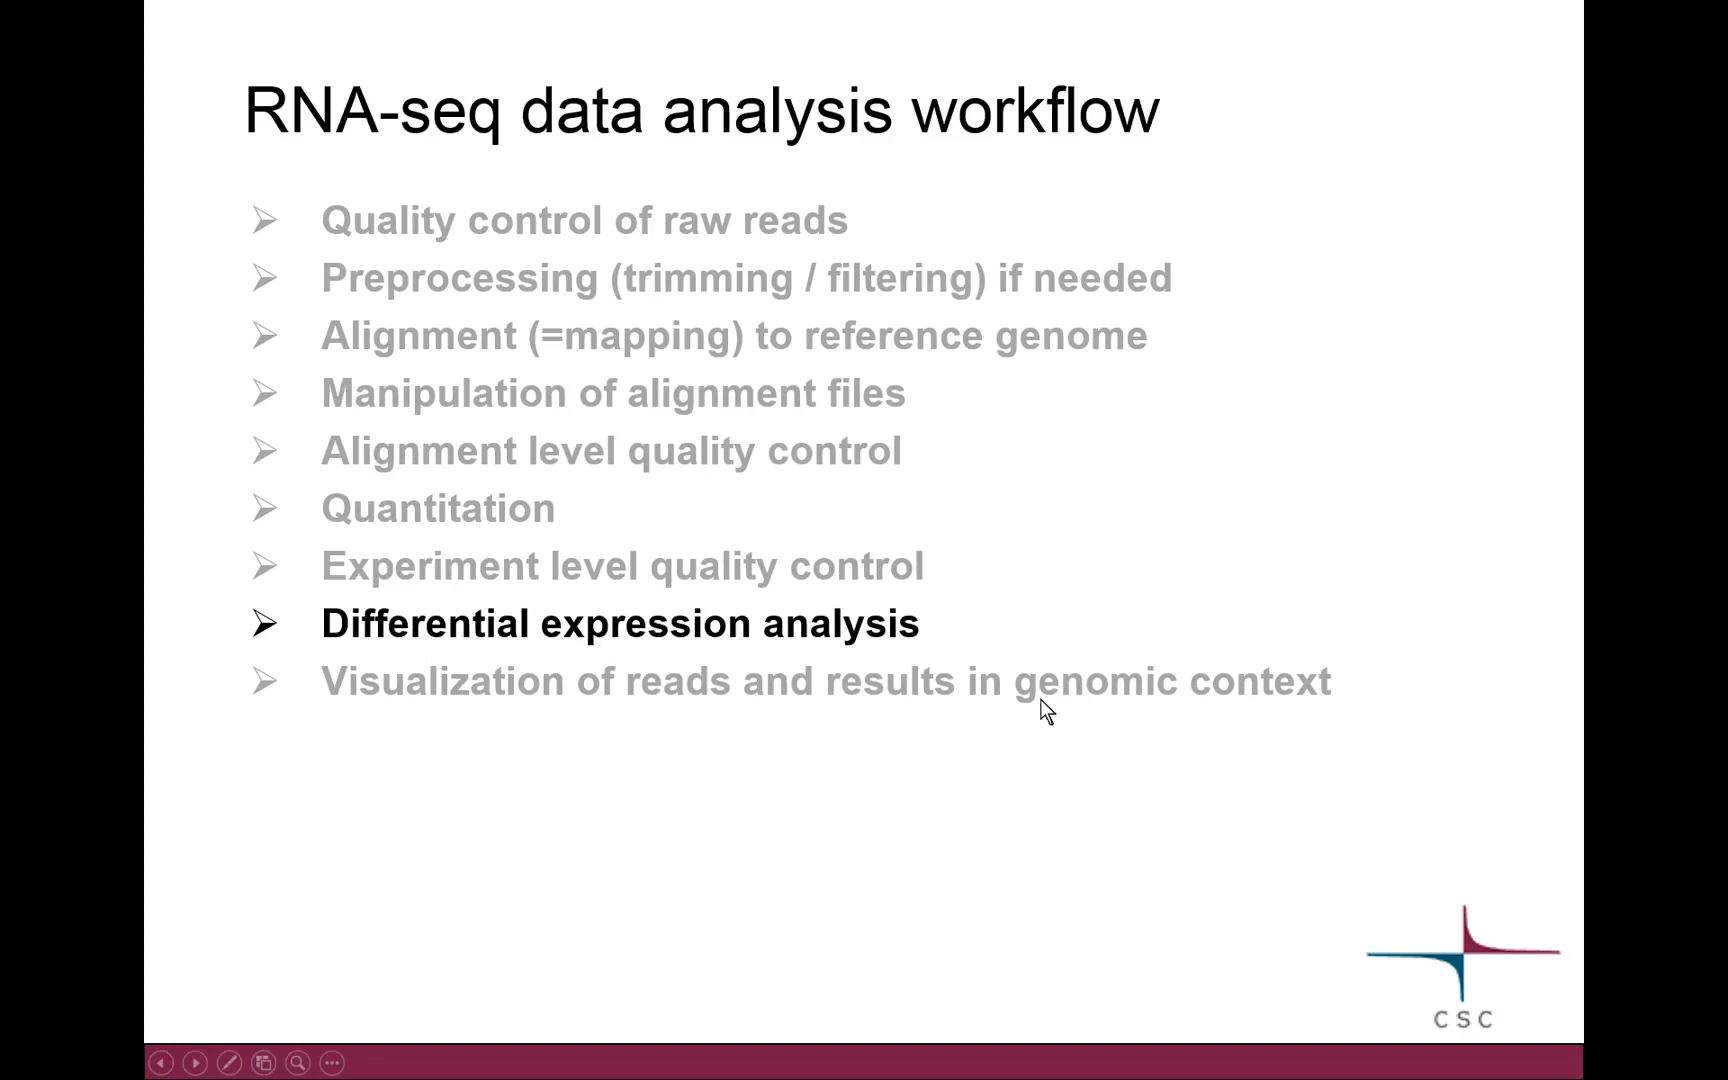 RNA-seq data analysis workflow
➢ Quality control of raw reads
➢ Preprocessing (trimming / filtering) if needed
➢ Alignment (=mapping) to reference genome
➢ Manipulation of alignment files
➢ Alignment level quality control
➢ Quantitation
➢ Experiment level quality control
➢ Differential expression analysis
➢ Visualization of reads and results in genomic context
CSC